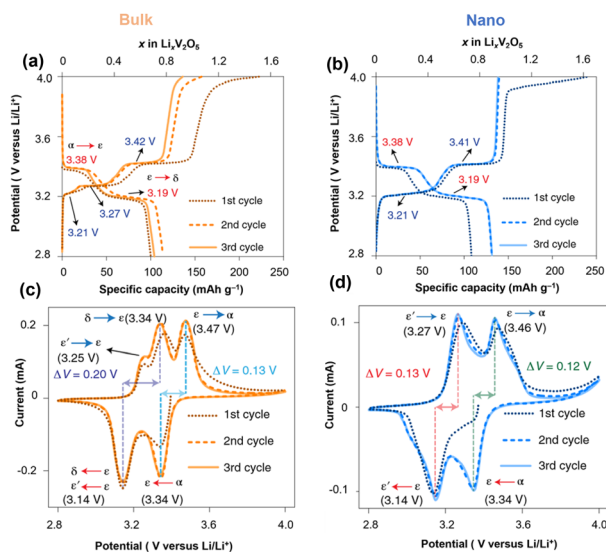 Bulk
Nano
(a)
x in LixV2O5
0 0.3 0.6 0.9 1.2 1.5
4.0
3.6
3.2
2.8
Potential ( V versus Li/Li⁺)
α → ε
3.38 V
3.42 V
ε → δ
3.19 V
3.27 V
3.21 V
1st cycle
2nd cycle
3rd cycle
0 50 100 150 200 250
Specific capacity (mAh g⁻¹)
(b)
x in LixV2O5
0 0.3 0.6 0.9 1.2 1.4
4.0
3.6
3.2
2.8
Potential ( V versus Li/Li⁺)
3.38 V
3.41 V
3.19 V
3.21 V
1st cycle
2nd cycle
3rd cycle
0 50 100 150 200 250
Specific capacity (mAh g⁻¹)
(c)
0.2
0
-0.2
Current (mA)
δ → ε(3.34 V)
ε → α
(3.47 V)
ε′ → ε
(3.25 V)
ΔV = 0.20 V
ΔV = 0.13 V
1st cycle
2nd cycle
3rd cycle
δ ← ε
ε′ ← ε
(3.14 V)
ε ← α
(3.34 V)
2.8 3.2 3.6 4.0
Potential ( V versus Li/Li⁺)
(d)
0.1
0
-0.1
Current (mA)
ε′ → ε
(3.27 V)
ε → α
(3.46 V)
ΔV = 0.13 V
ΔV = 0.12 V
1st cycle
2nd cycle
3rd cycle
ε′ ← ε
(3.14 V)
ε ← α
(3.34 V)
2.8 3.2 3.6 4.0
Potential ( V versus Li/Li⁺)